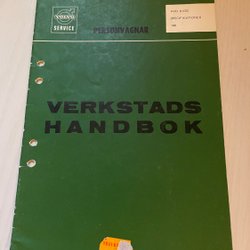 VOLVO
SERVICE
PERSONVAGNAR
VERKSTADS
HANDBOK